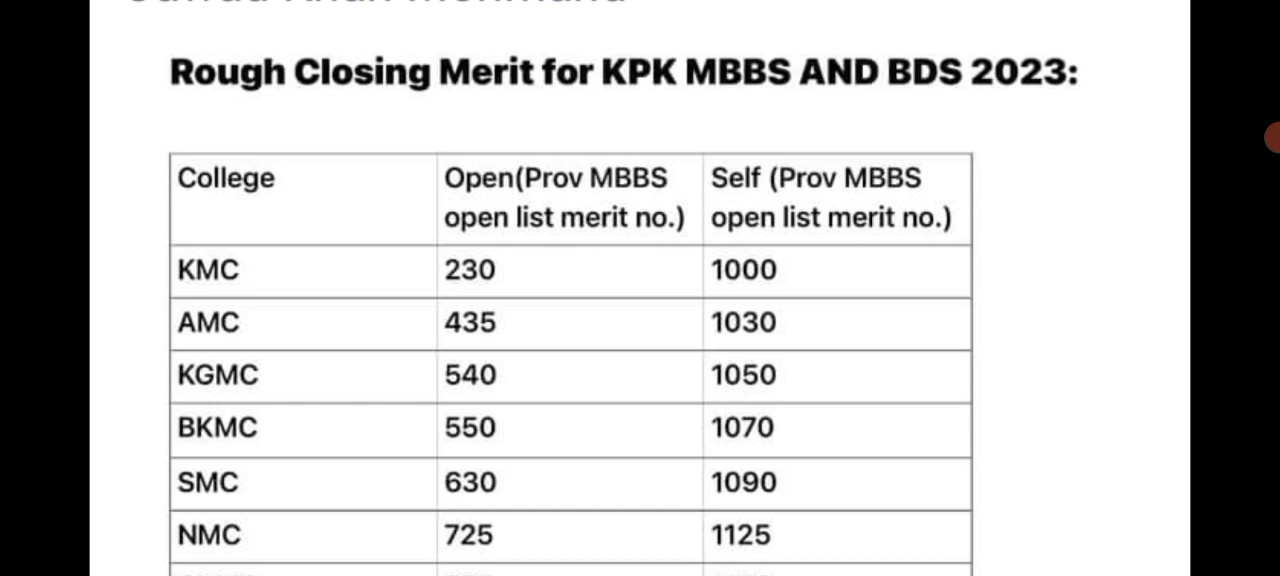 Rough Closing Merit for KPK MBBS AND BDS 2023:
College Open(Prov MBBS open list merit no.) Self (Prov MBBS open list merit no.)
KMC 230 1000
AMC 435 1030
KGMC 540 1050
BKMC 550 1070
SMC 630 1090
NMC 725 1125